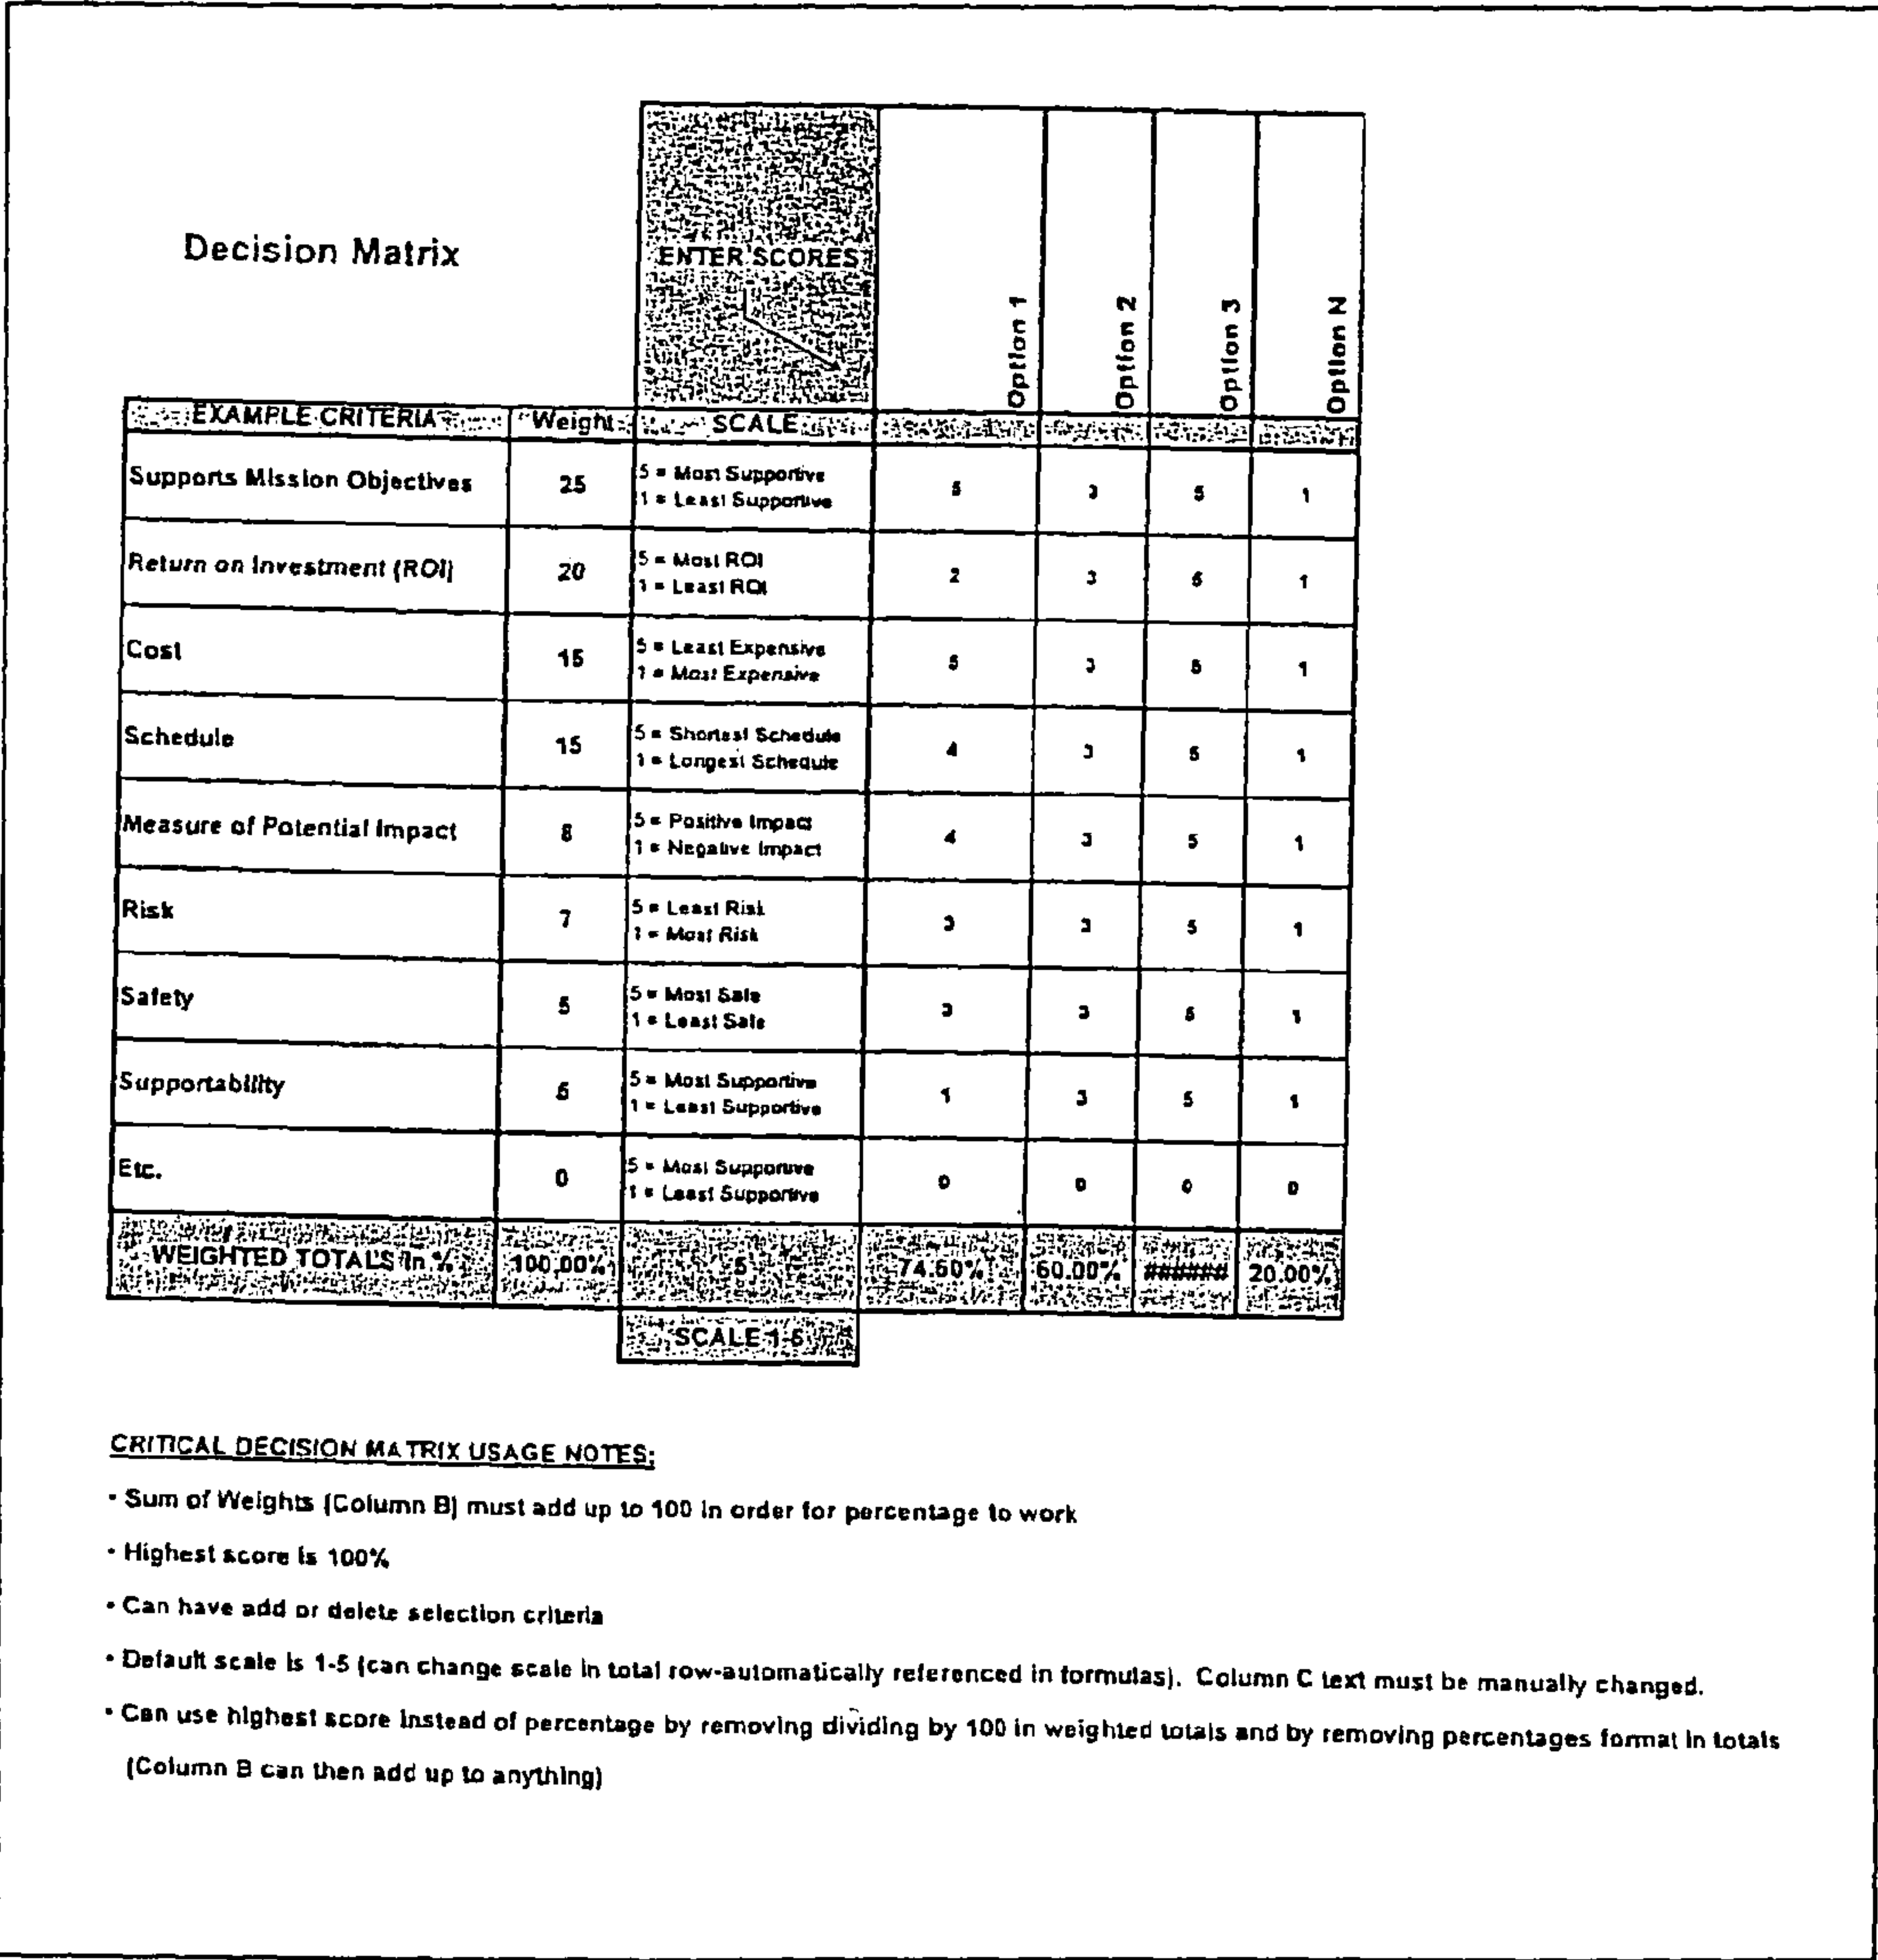 Decision Matrix
ENTER SCORES
Option 1
Option 2
Option 3
Option N
EXAMPLE CRITERIA Weight SCALE
Supports Mission Objectives 25 5 = Most Supportive 5 3 5 1
1 = Least Supportive
Return on Investment (ROI) 20 5 = Most ROI 2 3 5 1
1 = Least ROI
Cost 15 5 = Least Expensive 5 3 5 1
1 = Most Expensive
Schedule 15 5 = Shortest Schedule 4 3 5 1
1 = Longest Schedule
Measure of Potential Impact 8 5 = Positive Impact 4 3 5 1
1 = Negative Impact
Risk 7 5 = Least Risk 3 3 5 1
1 = Most Risk
Safety 5 5 = Most Safe 3 3 5 1
1 = Least Safe
Supportability 5 5 = Most Supportive 1 3 5 1
1 = Least Supportive
Etc. 0 5 = Most Supportive 0 0 0 0
1 = Least Supportive
WEIGHTED TOTALS in % 100.00% 5 74.60% 60.00% ###### 20.00%
SCALE 1-5
CRITICAL DECISION MATRIX USAGE NOTES:
• Sum of Weights (Column B) must add up to 100 in order for percentage to work
• Highest score is 100%
• Can have add or delete selection criteria
• Default scale is 1-5 (can change scale in total row-automatically referenced in formulas). Column C text must be manually changed.
• Can use highest score instead of percentage by removing dividing by 100 in weighted totals and by removing percentages format in totals
(Column B can then add up to anything)